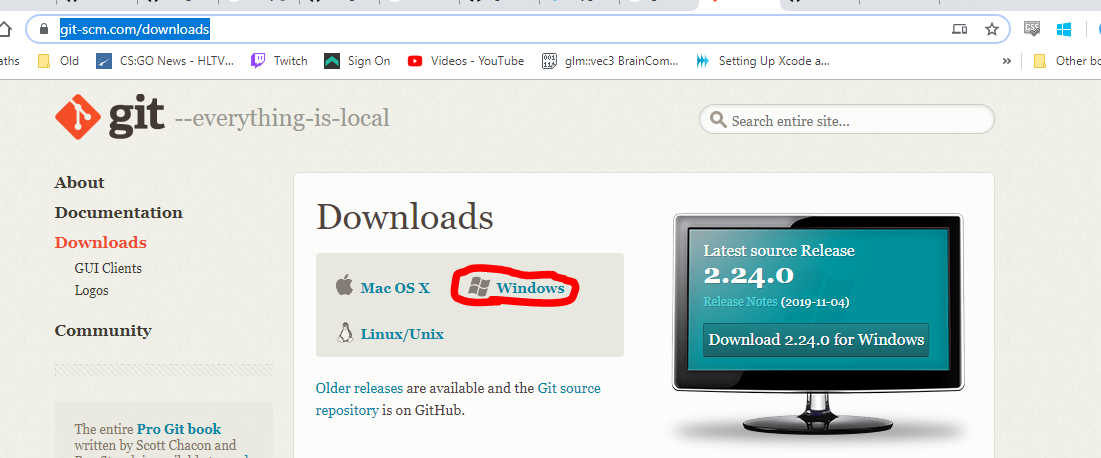 git-scm.com/downloads
aths Old CS:GO News - HLTV... Twitch Sign On Videos - YouTube glm::vec3 BrainCom... Setting Up Xcode a... » Other bo
git --everything-is-local
Search entire site...
About
Documentation
Downloads
GUI Clients
Logos
Community
The entire Pro Git book
written by Scott Chacon and
Downloads
Mac OS X Windows
Linux/Unix
Older releases are available and the Git source
repository is on GitHub.
Latest source Release
2.24.0
Release Notes (2019-11-04)
Download 2.24.0 for Windows